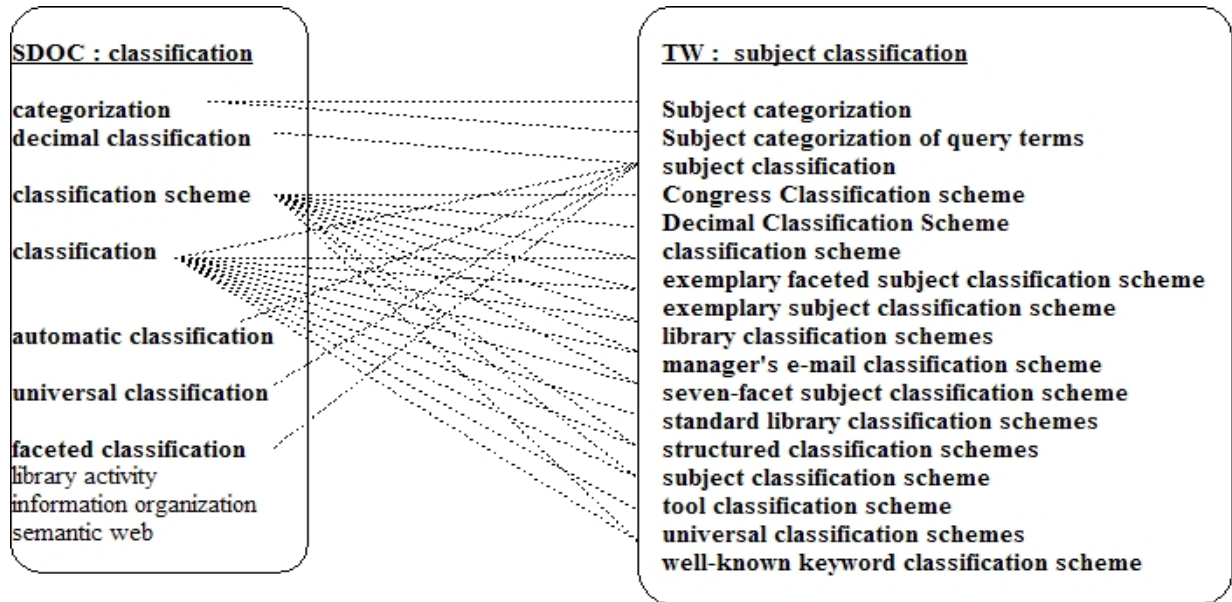 SDOC : classification
categorization
decimal classification
classification scheme
classification
automatic classification
universal classification
faceted classification
library activity
information organization
semantic web
TW : subject classification
Subject categorization
Subject categorization of query terms
subject classification
Congress Classification scheme
Decimal Classification Scheme
classification scheme
exemplary faceted subject classification scheme
exemplary subject classification scheme
library classification schemes
manager's e-mail classification scheme
seven-facet subject classification scheme
standard library classification schemes
structured classification schemes
subject classification scheme
tool classification scheme
universal classification schemes
well-known keyword classification scheme